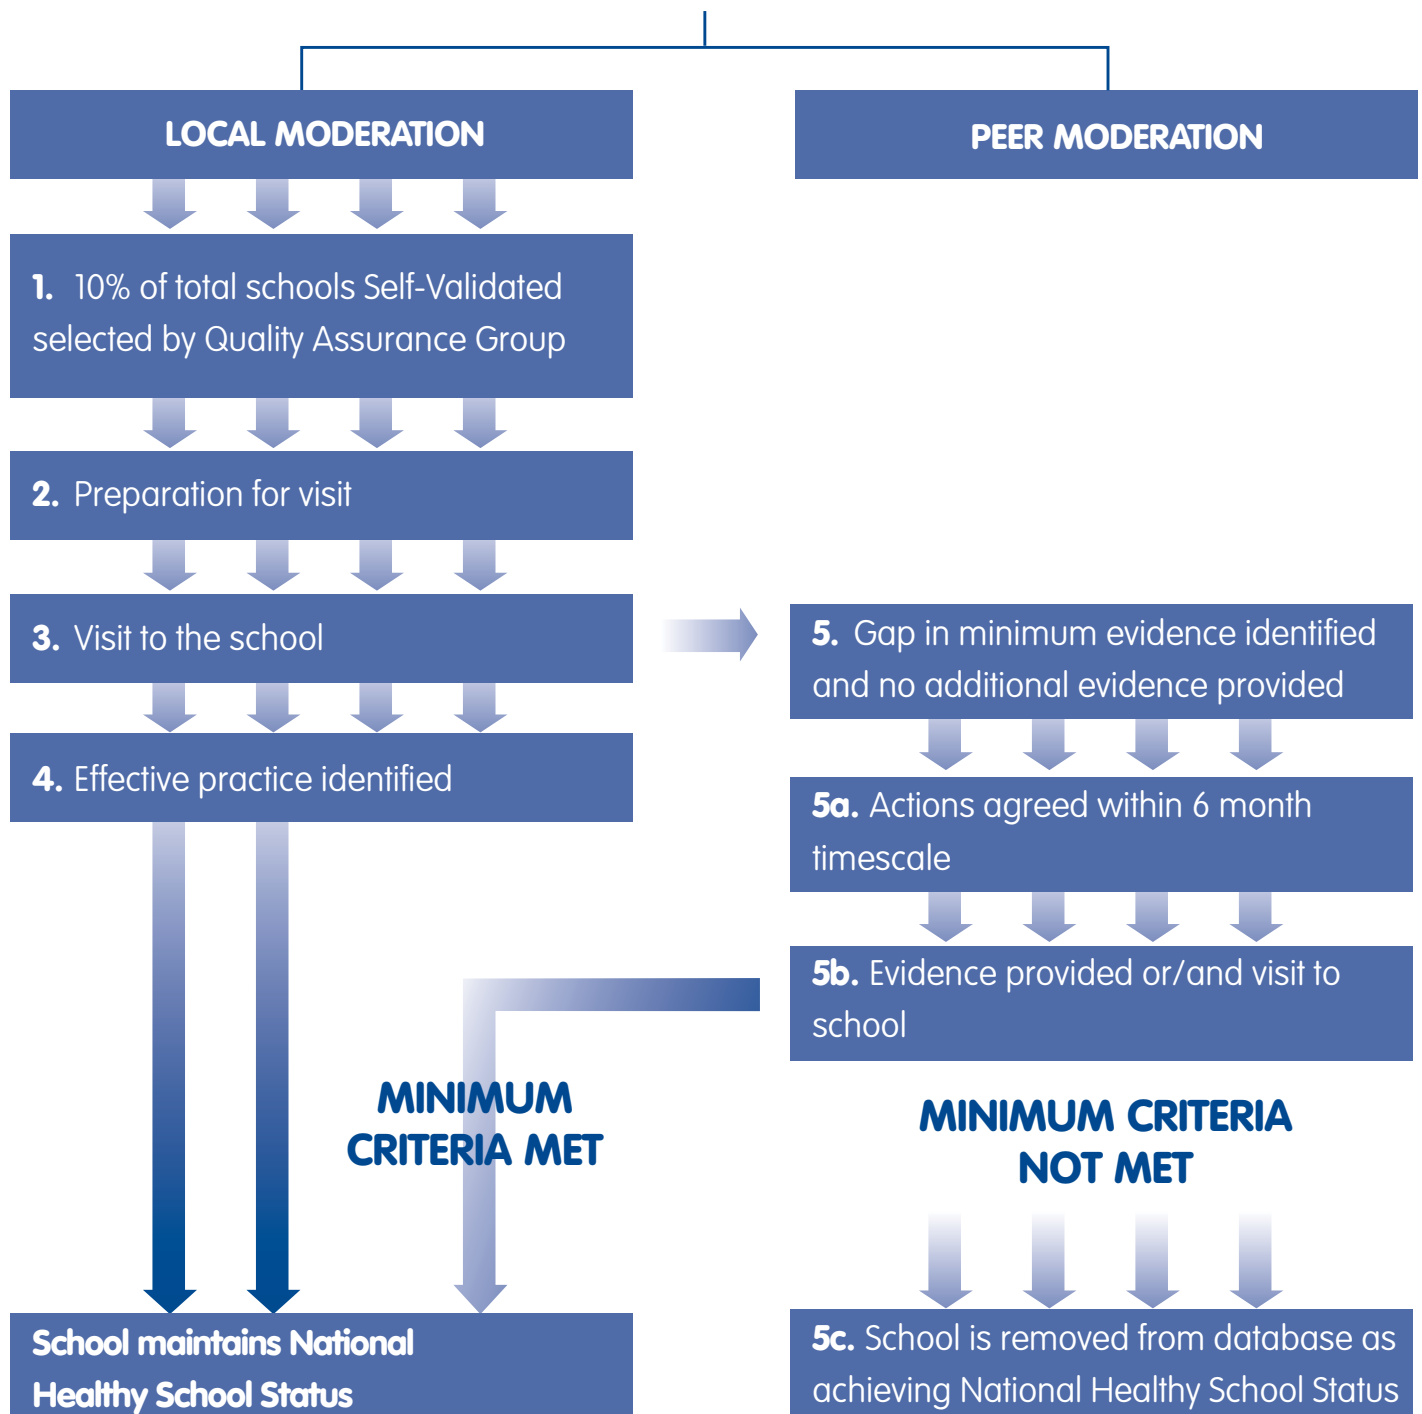 LOCAL MODERATION
PEER MODERATION
1. 10% of total schools Self-Validated
selected by Quality Assurance Group
2. Preparation for visit
3. Visit to the school
4. Effective practice identified
5. Gap in minimum evidence identified
and no additional evidence provided
5a. Actions agreed within 6 month
timescale
5b. Evidence provided or/and visit to
school
MINIMUM
CRITERIA MET
MINIMUM CRITERIA
NOT MET
School maintains National
Healthy School Status
5c. School is removed from database as
achieving National Healthy School Status